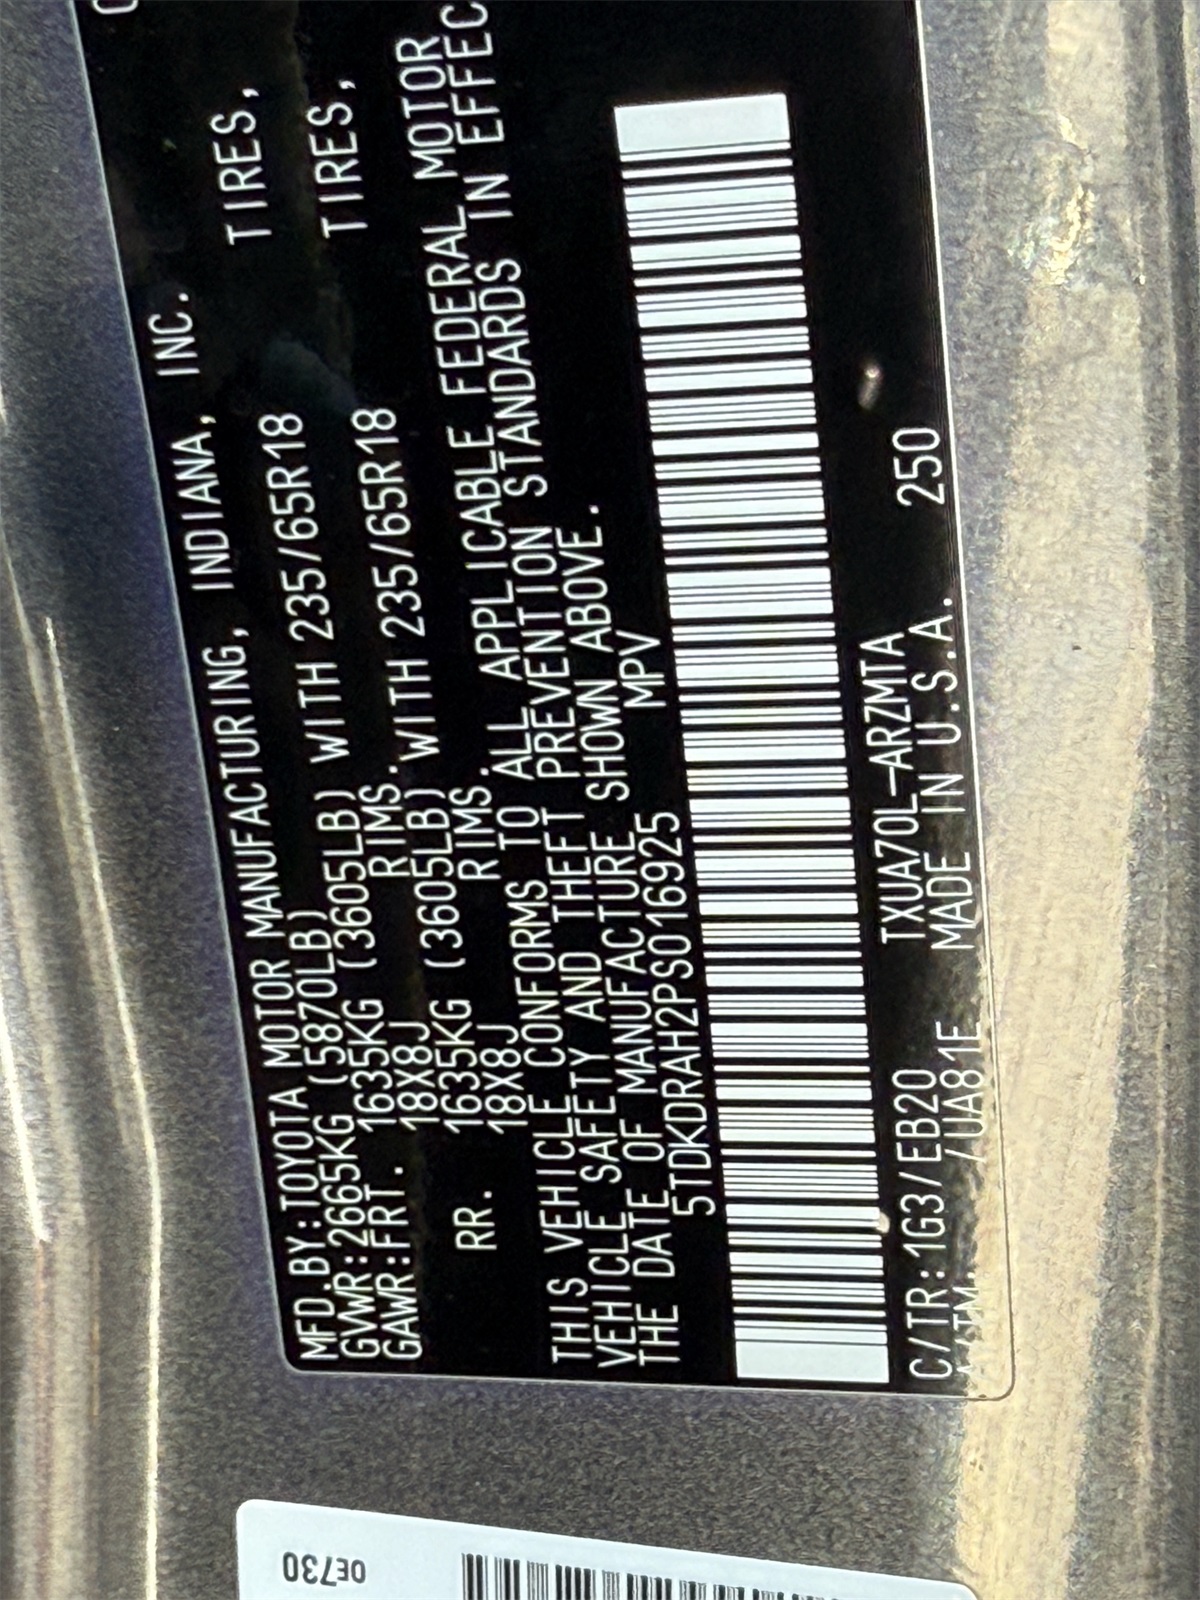 MFD.BY:TOYOTA MOTOR MANUFACTURING, INDIANA, INC.
GVWR:2665KG (5870LB)
GAWR:FRT. 1635KG (3605LB) WITH 235/65R18 TIRES,
18X8J RIMS.
RR. 1635KG (3605LB) WITH 235/65R18 TIRES,
18X8J RIMS.
THIS VEHICLE CONFORMS TO ALL APPLICABLE FEDERAL MOTOR
VEHICLE SAFETY AND THEFT PREVENTION STANDARDS IN EFFEC
THE DATE OF MANUFACTURE SHOWN ABOVE.
5TDKDRAH2PS016925 MPV
C/TR:1G3/EB20 TXUA70L-ARZMTA 250
/UA81F MADE IN U.S.A.
0E730